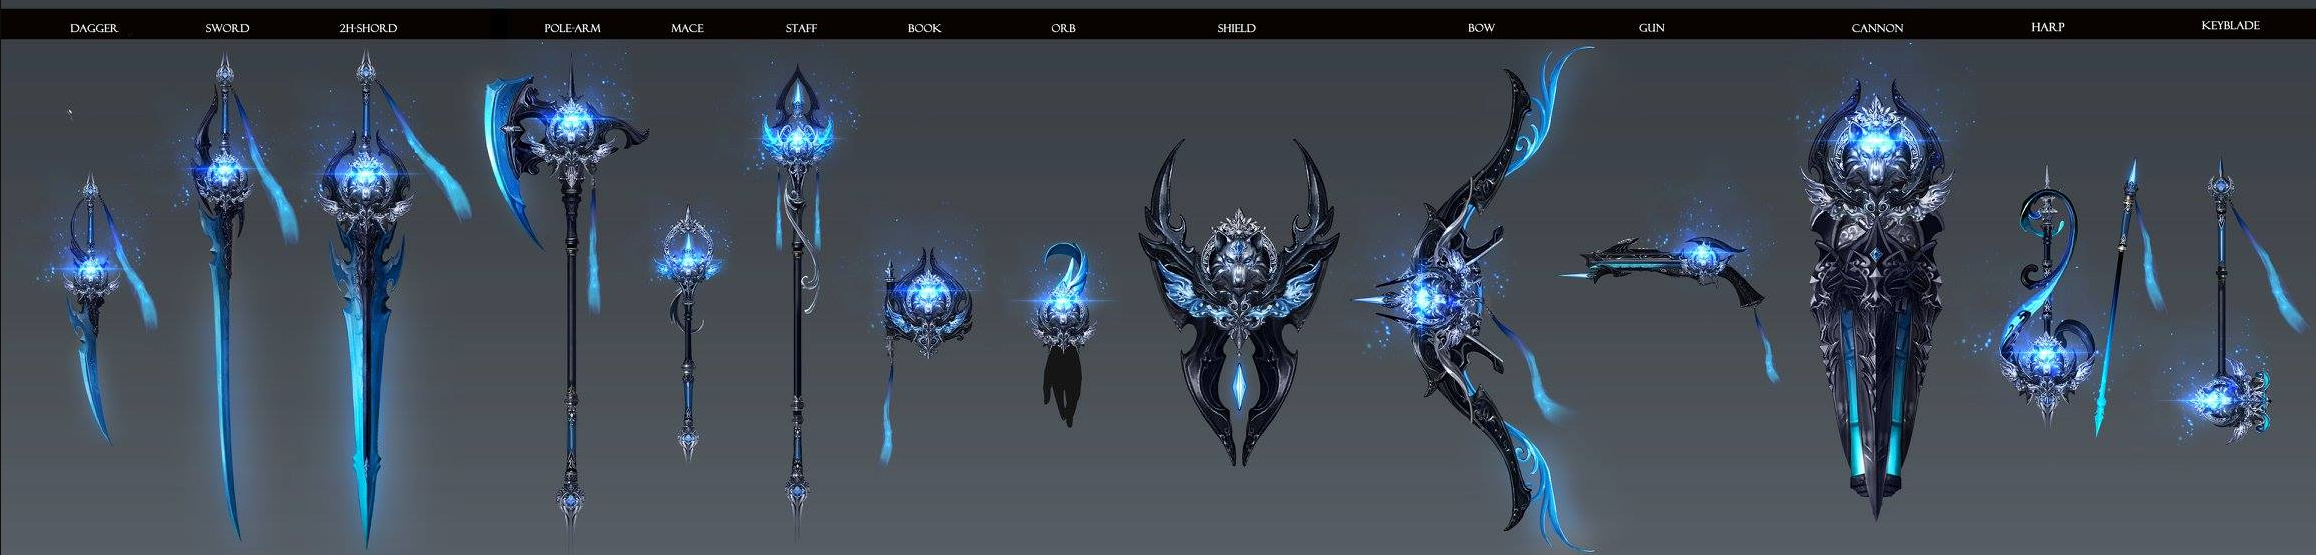 DAGGER
SWORD
2H-SHORD
POLE-ARM
MACE
STAFF
BOOK
ORB
SHIELD
BOW
GUN
CANNON
HARP
KEYBLADE